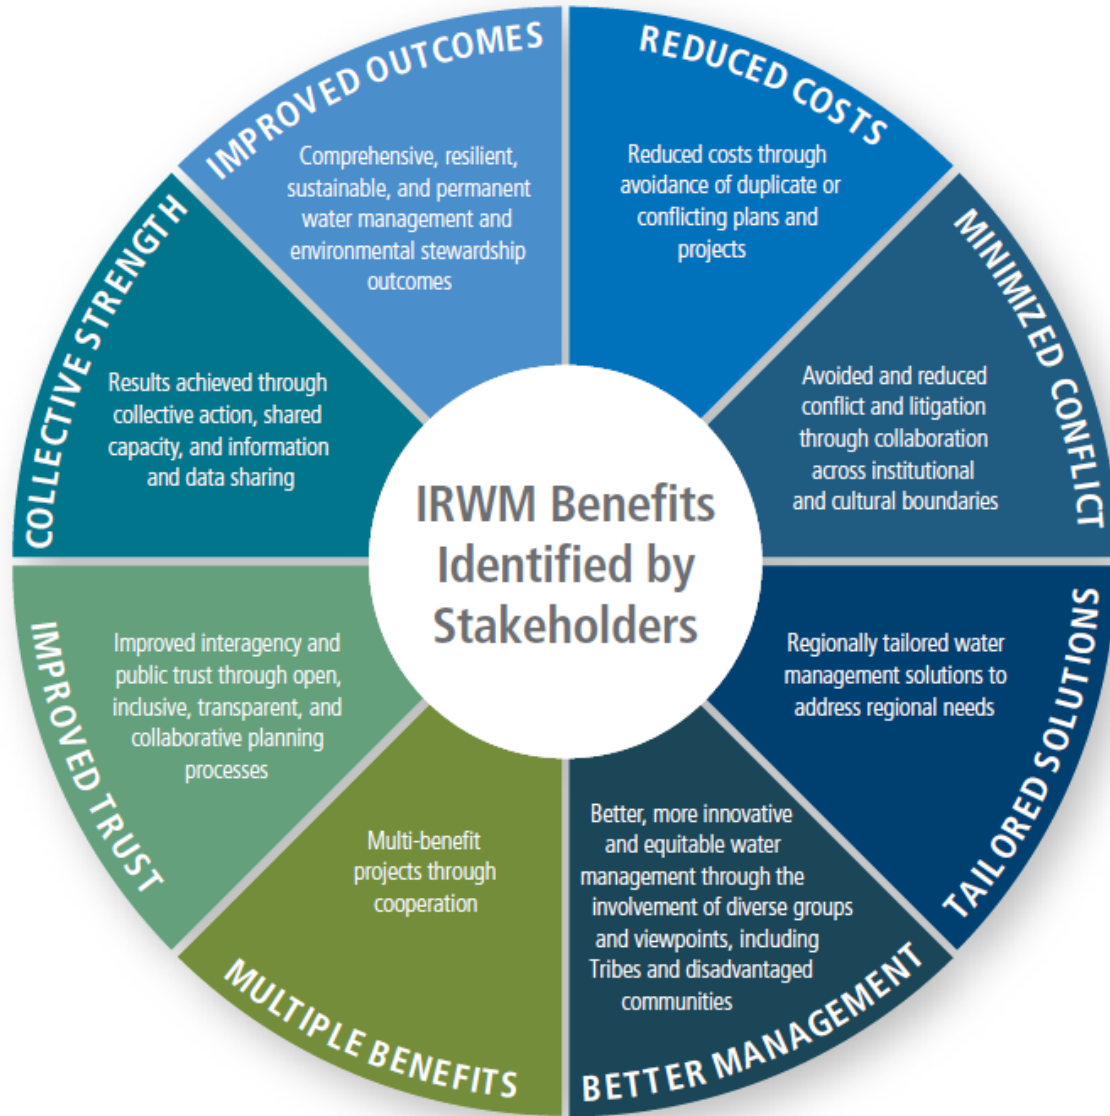 IRWM Benefits
Identified by
Stakeholders
REDUCED COSTS
Reduced costs through
avoidance of duplicate or
conflicting plans and
projects
MINIMIZED CONFLICT
Avoided and reduced
conflict and litigation
through collaboration
across institutional
and cultural boundaries
TAILORED SOLUTIONS
Regionally tailored water
management solutions to
address regional needs
BETTER MANAGEMENT
Better, more innovative
and equitable water
management through the
involvement of diverse groups
and viewpoints, including
Tribes and disadvantaged
communities
MULTIPLE BENEFITS
Multi-benefit
projects through
cooperation
IMPROVED TRUST
Improved interagency and
public trust through open,
inclusive, transparent, and
collaborative planning
processes
COLLECTIVE STRENGTH
Results achieved through
collective action, shared
capacity, and information
and data sharing
IMPROVED OUTCOMES
Comprehensive, resilient,
sustainable, and permanent
water management and
environmental stewardship
outcomes